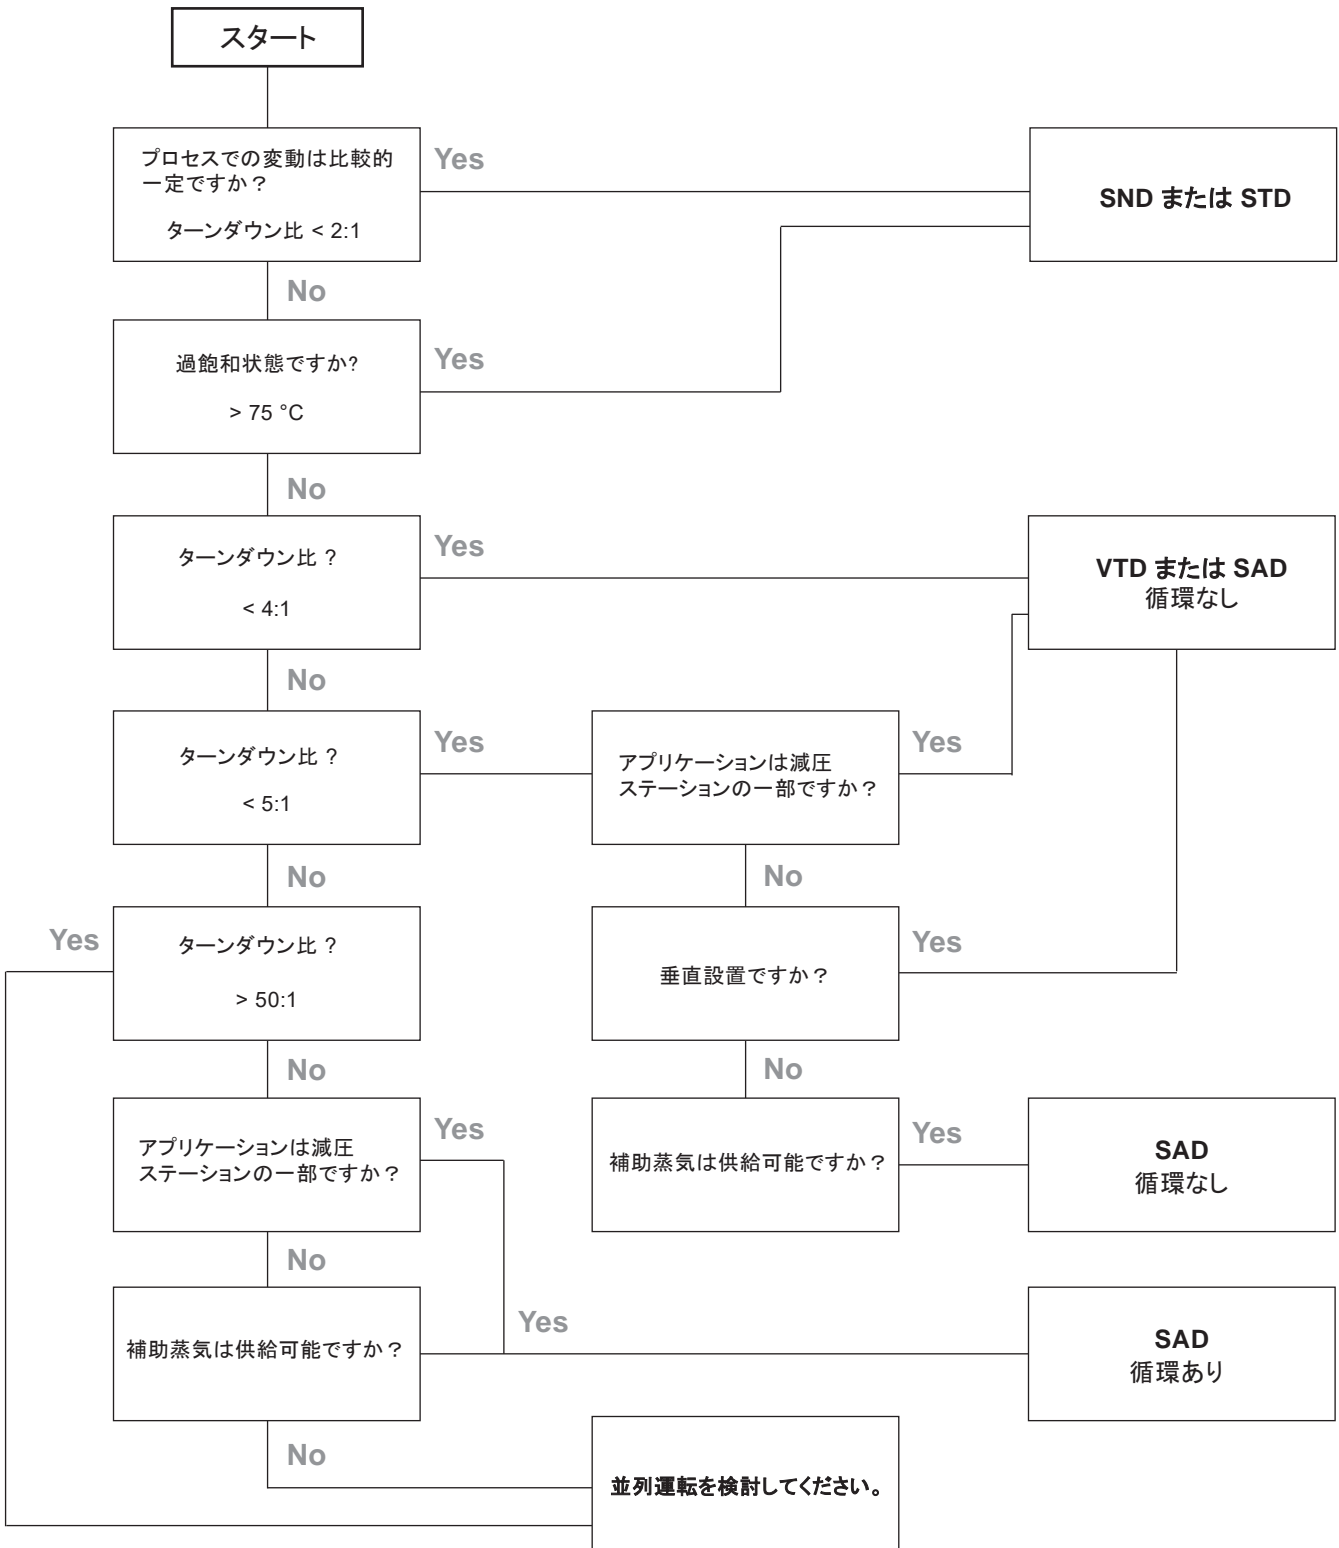 スタート
プロセスでの変動は比較的
一定ですか？
ターンダウン比 < 2:1
Yes
SND または STD
No
過飽和状態ですか?
> 75 °C
Yes
No
ターンダウン比 ?
< 4:1
Yes
VTD または SAD
循環なし
No
ターンダウン比 ?
< 5:1
Yes
アプリケーションは減圧
ステーションの一部ですか？
Yes
No
No
Yes
ターンダウン比 ?
> 50:1
垂直設置ですか？
Yes
No
No
アプリケーションは減圧
ステーションの一部ですか？
Yes
補助蒸気は供給可能ですか？
Yes
SAD
循環なし
No
補助蒸気は供給可能ですか？
Yes
SAD
循環あり
No
並列運転を検討してください。